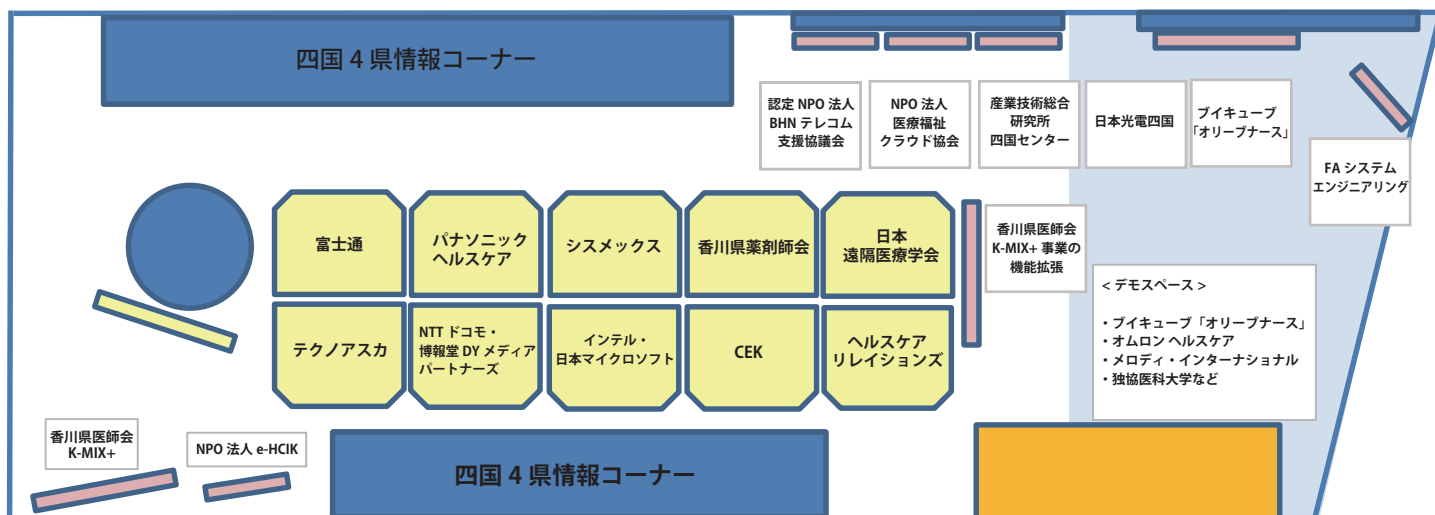 四国 4 県情報コーナー
認定 NPO 法人
BHN テレコム
支援協議会
NPO 法人
医療福祉
クラウド協会
産業技術総合
研究所
四国センター
日本光電四国
ブイキューブ
「オリーブナース」
FA システム
エンジニアリング
富士通
パナソニック
ヘルスケア
シスメックス
香川県薬剤師会
日本
遠隔医療学会
香川県医師会
K-MIX+ 事業の
機能拡張
テクノアスカ
NTT ドコモ・
博報堂 DY メディア
パートナーズ
インテル・
日本マイクロソフト
CEK
ヘルスケア
リレイションズ
< デモスペース >
・ブイキューブ「オリーブナース」
・オムロン ヘルスケア
・メロディ・インターナショナル
・独協医科大学など
香川県医師会
K-MIX+
NPO 法人 e-HCIK
四国 4 県情報コーナー